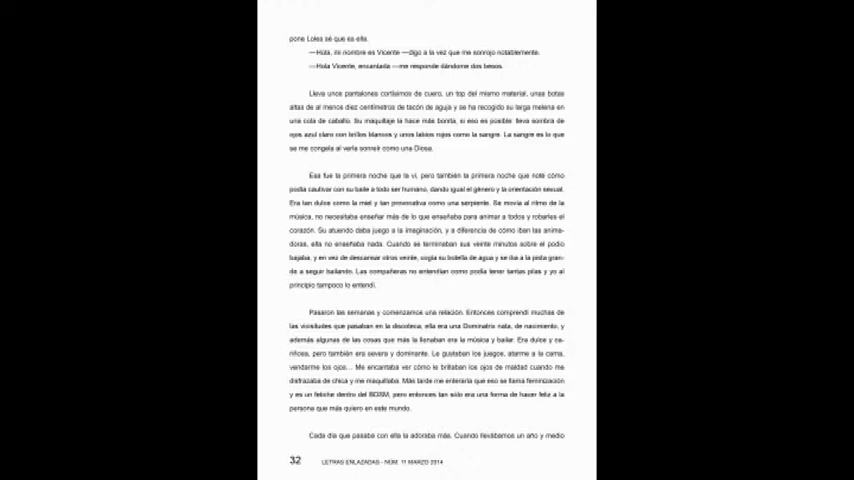 pone Lolea sé que es ella.
—Hola, mi nombre es Vicente —digo a la vez que me sonrojo notablemente.
—Hola Vicente, encantada —me responde dándome dos besos.
Lleva unos pantalones cortísimos de cuero, un top del mismo material, unas botas
altas de al menos diez centímetros de tacón de aguja y se ha recogido su larga melena en
una cola de caballo. Su maquillaje la hace más bonita, si eso es posible: lleva sombra de
ojos azul claro con brillos blancos y unos labios rojos como la sangre. La sangre es lo que
se me congela al verla sonreír como una Diosa.
Esa fue la primera noche que la vi, pero también la primera noche que noté cómo
podía cautivar con su baile a todo ser humano, dando igual el género y la orientación sexual.
Era tan dulce como la miel y tan provocativa como una serpiente. Se movía al ritmo de la
música, no necesitaba enseñar más de lo que enseñaba para animar a todos y robarles el
corazón. Su atuendo daba juego a la imaginación, y a diferencia de cómo iban las anima-
doras, ella no enseñaba nada. Cuando se terminaban sus veinte minutos sobre el podio
bajaba, y en vez de descansar otros veinte, cogía su botella de agua y se iba a la pista gran-
de a seguir bailando. Las compañeras no entendían como podía tener tantas pilas y yo al
principio tampoco lo entendí.
Pasaron las semanas y comenzamos una relación. Entonces comprendí muchas de
las vicisitudes que pasaban en la discoteca, ella era una Dominatrix nata, de nacimiento, y
además algunas de las cosas que más la llenaban era la música y bailar. Era dulce y ca-
riñosa, pero también era severa y dominante. Le gustaban los juegos, atarme a la cama,
vendarme los ojos... Me encantaba ver cómo le brillaban los ojos de maldad cuando me
disfrazaba de chica y me maquillaba. Más tarde me enteraría que eso se llama feminización
y es un fetiche dentro del BDSM, pero entonces tan sólo era una forma de hacer feliz a la
persona que más quiero en este mundo.
Cada día que pasaba con ella la adoraba más. Cuando llevábamos un año y medio
32 LETRAS ENLAZADAS - NÚM. 11 MARZO 2014